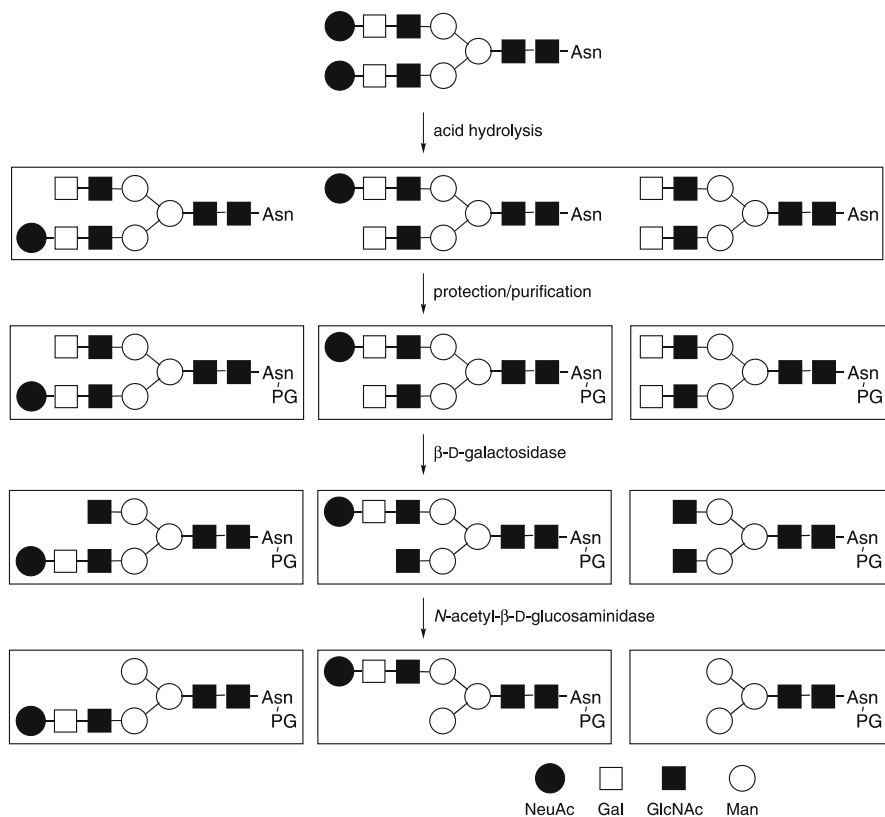 Asn
acid hydrolysis
Asn Asn Asn
protection/purification
Asn Asn Asn
PG PG PG
β-D-galactosidase
Asn Asn Asn
PG PG PG
N-acetyl-β-D-glucosaminidase
Asn Asn Asn
PG PG PG
NeuAc Gal GlcNAc Man